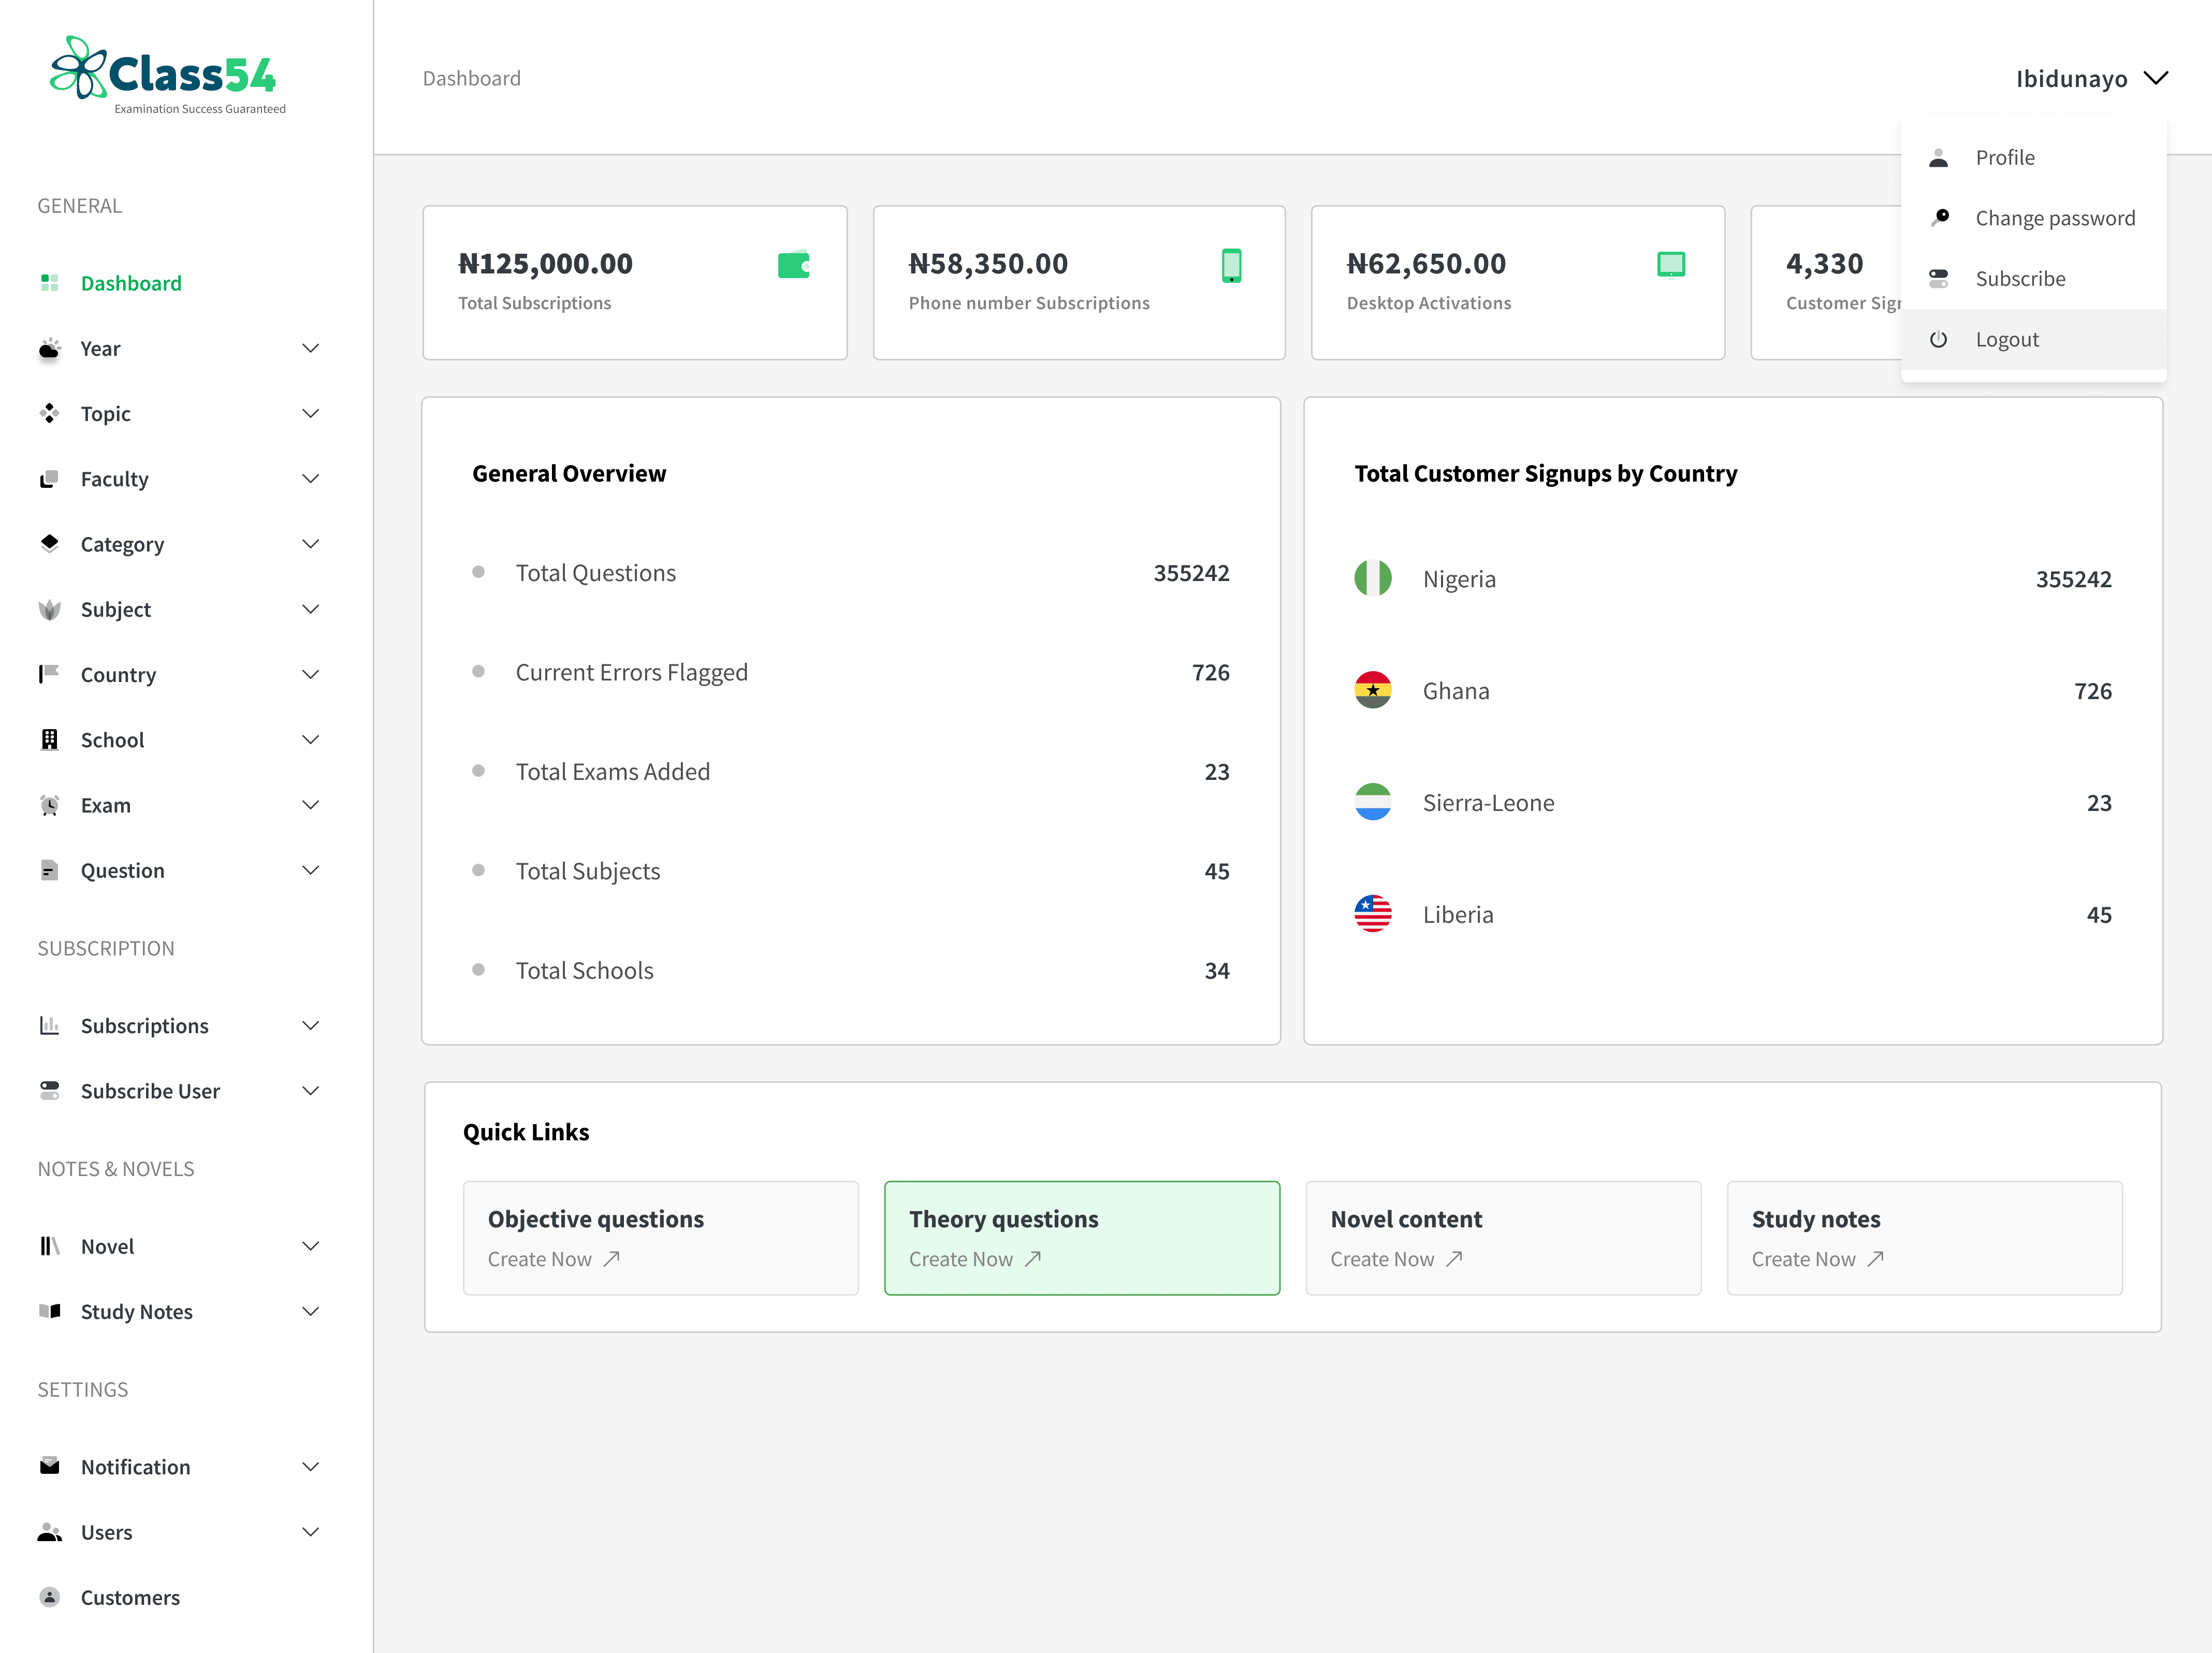 Class54
Examination Success Guaranteed
GENERAL
Dashboard
Year
Topic
Faculty
Category
Subject
Country
School
Exam
Question
SUBSCRIPTION
Subscriptions
Subscribe User
NOTES & NOVELS
Novel
Study Notes
SETTINGS
Notification
Users
Customers
Dashboard
Ibidunayo
Profile
Change password
Subscribe
Logout
₦125,000.00
Total Subscriptions
₦58,350.00
Phone number Subscriptions
₦62,650.00
Desktop Activations
4,330
Customer
General Overview
Total Questions 355242
Current Errors Flagged 726
Total Exams Added 23
Total Subjects 45
Total Schools 34
Total Customer Signups by Country
Nigeria 355242
Ghana 726
Sierra-Leone 23
Liberia 45
Quick Links
Objective questions
Create Now
Theory questions
Create Now
Novel content
Create Now
Study notes
Create Now